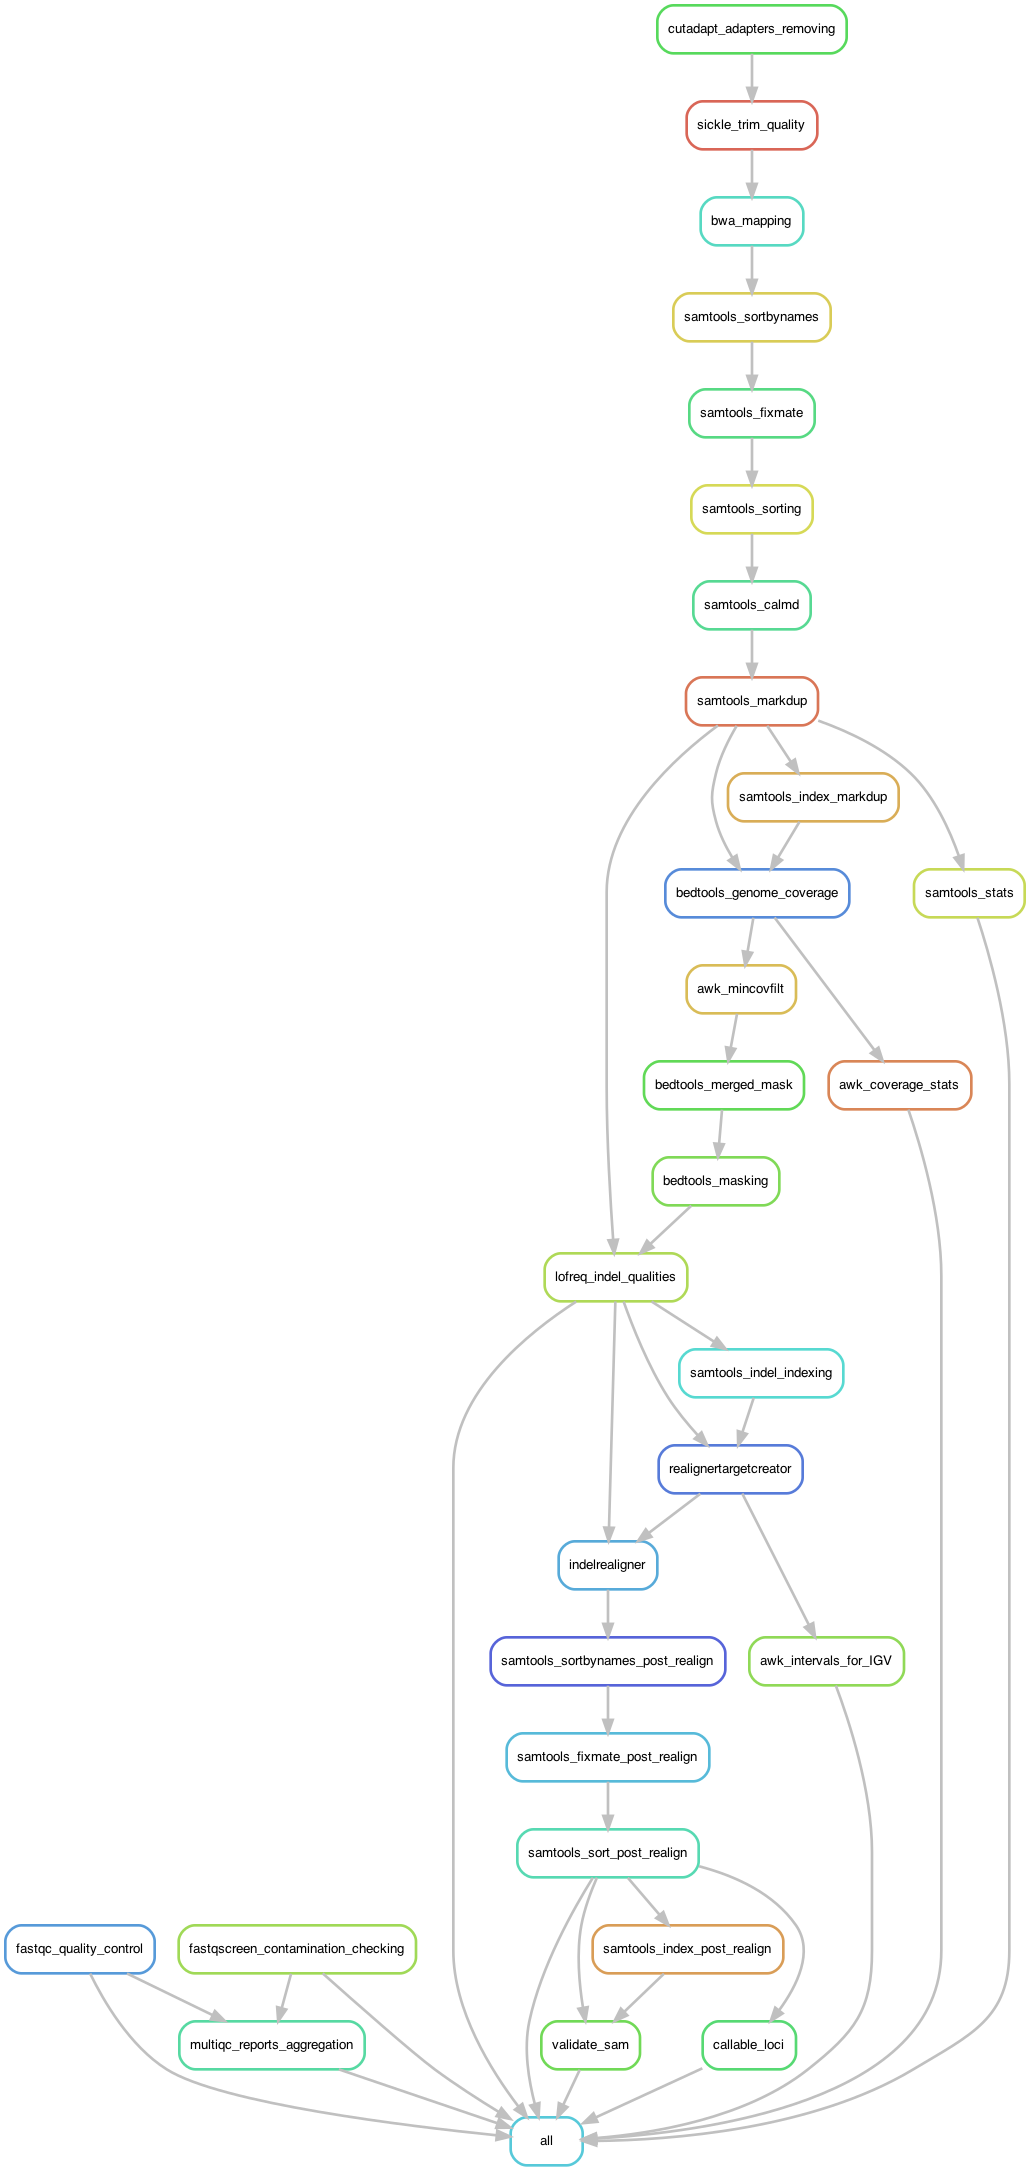 cutadapt_adapters_removing
sickle_trim_quality
bwa_mapping
samtools_sortbynames
samtools_fixmate
samtools_sorting
samtools_calmd
samtools_markdup
samtools_index_markdup
bedtools_genome_coverage
samtools_stats
awk_mincovfilt
bedtools_merged_mask
awk_coverage_stats
bedtools_masking
lofreq_indel_qualities
samtools_indel_indexing
realignertargetcreator
indelrealigner
samtools_sortbynames_post_realign
awk_intervals_for_IGV
samtools_fixmate_post_realign
samtools_sort_post_realign
fastqc_quality_control
fastqscreen_contamination_checking
samtools_index_post_realign
multiqc_reports_aggregation
validate_sam
callable_loci
all